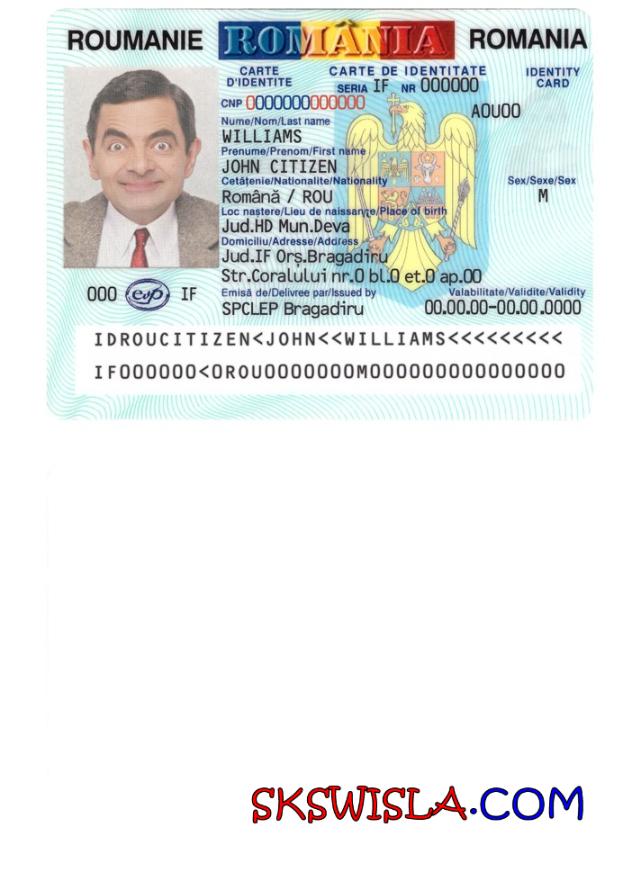 ROUMANIE ROMÂNIA ROMANIA
CARTE D'IDENTITE
CARTE DE IDENTITATE
IDENTITY CARD
SERIA IF NR 000000
CNP 0000000000000
A0U00
Nume/Nom/Last name
WILLIAMS
Prenume/Prenom/First name
JOHN CITIZEN
Cetățenie/Nationalite/Nationality
Română / ROU
Sex/Sexe/Sex
M
Loc nastere/Lieu de naissance/Place of birth
Jud.HD Mun.Deva
Domiciliu/Adresse/Address
Jud.IF Orș.Bragadiru
Str.Coralului nr.0 bl.0 et.0 ap.00
Emisă de/Delivree par/Issued by
SPCLEP Bragadiru
Valabilitate/Validite/Validity
00.00.00-00.00.0000
000 evp IF
IDROUCITIZEN<JOHN<<WILLIAMS<<<<<<<<<
IF000000<0ROU0000000M00000000000000
SKSWISLA.COM